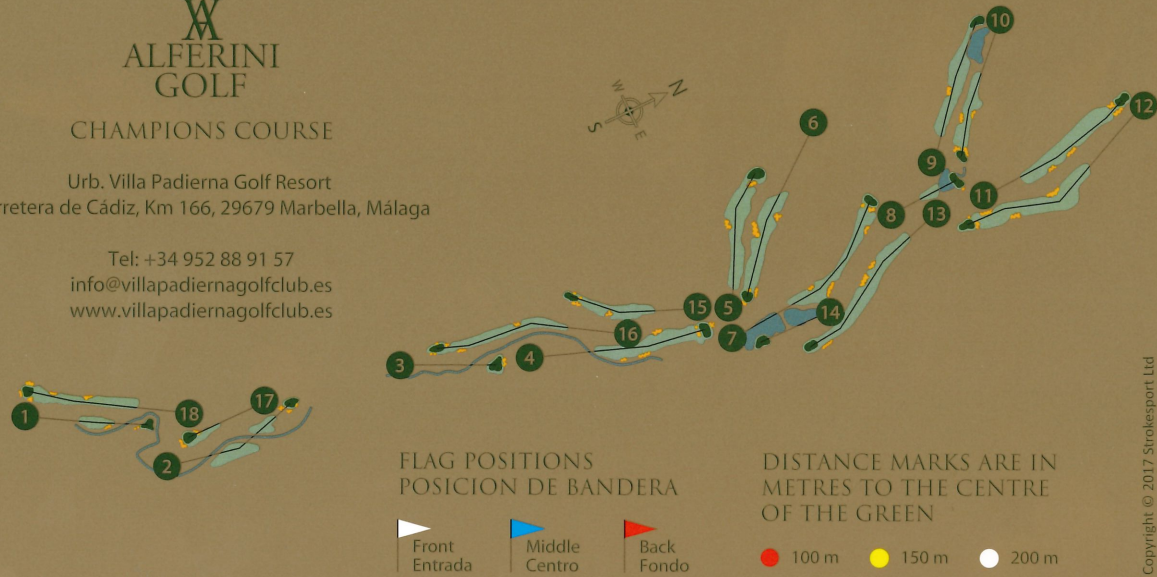 ALFERINI
GOLF
CHAMPIONS COURSE
Urb. Villa Padierna Golf Resort
rretera de Cádiz, Km 166, 29679 Marbella, Málaga
Tel: +34 952 88 91 57
info@villapadiernagolfclub.es
www.villapadiernagolfclub.es
W N
S E
10
12
6
9
11
8 13
15 5 14
16 7
3 4
17
1 18
2
FLAG POSITIONS
POSICION DE BANDERA
Front
Entrada
Middle
Centro
Back
Fondo
DISTANCE MARKS ARE IN
METRES TO THE CENTRE
OF THE GREEN
100 m 150 m 200 m
Copyright © 2017 Strokesport Ltd